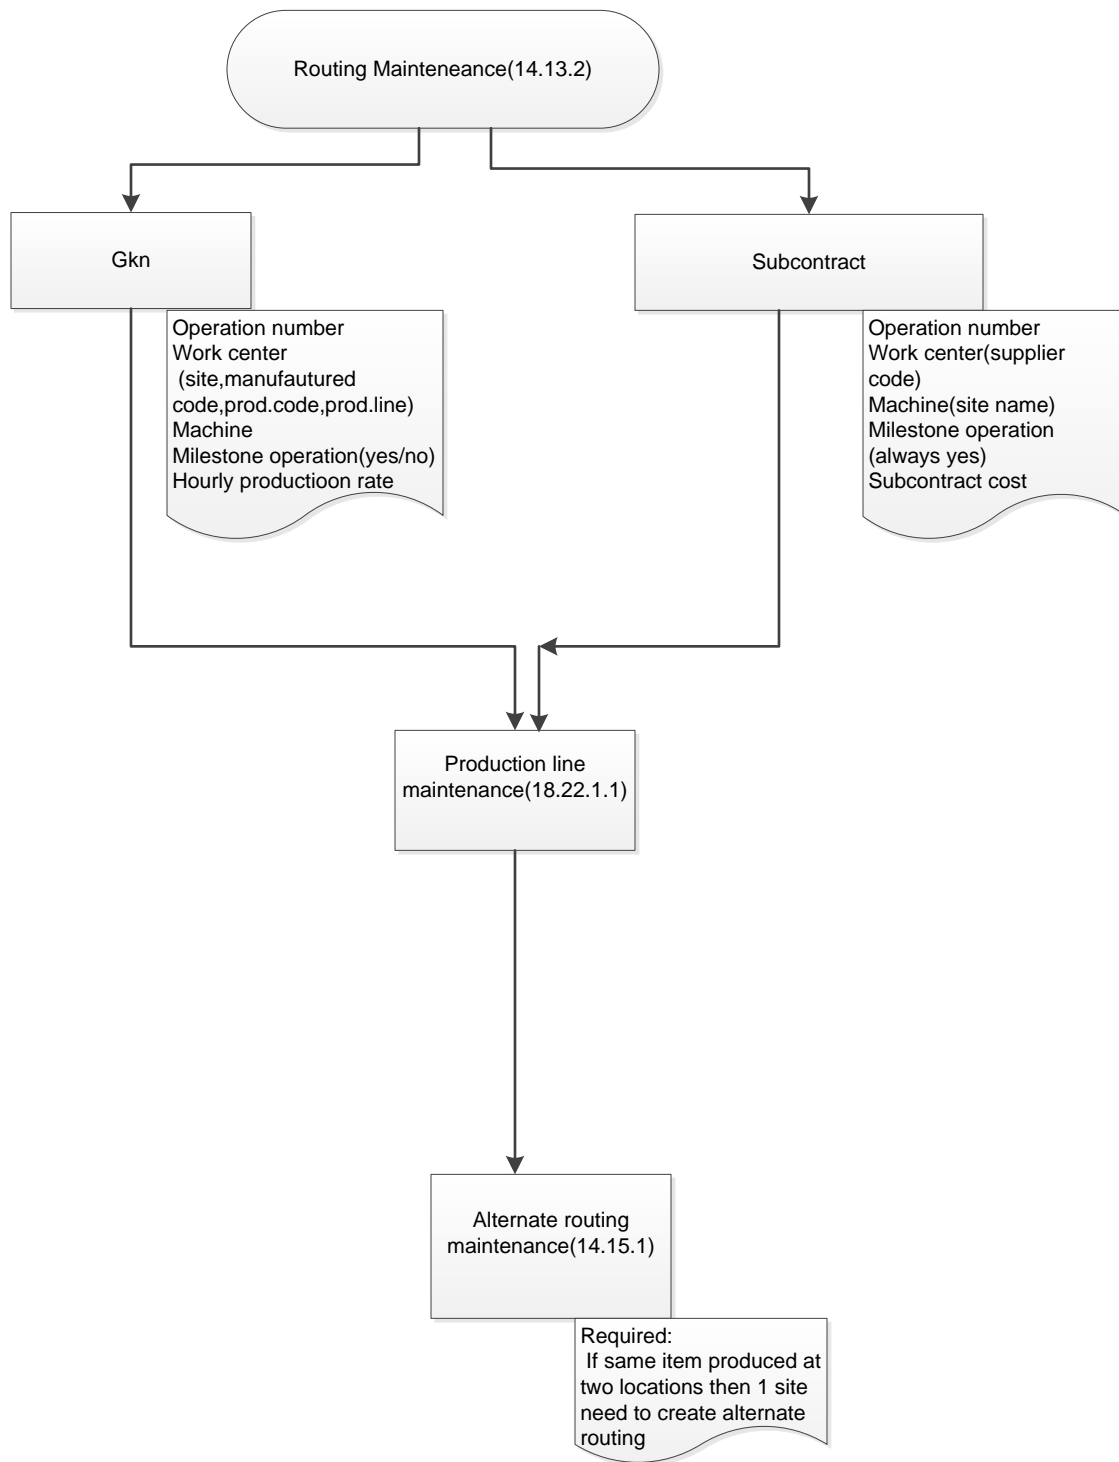 Routing Mainteneance(14.13.2)
Gkn
Subcontract
Operation number
Work center
(site,manufautured
code,prod.code,prod.line)
Machine
Milestone operation(yes/no)
Hourly productioon rate
Operation number
Work center(supplier
code)
Machine(site name)
Milestone operation
(always yes)
Subcontract cost
Production line
maintenance(18.22.1.1)
Alternate routing
maintenance(14.15.1)
Required:
If same item produced at
two locations then 1 site
need to create alternate
routing